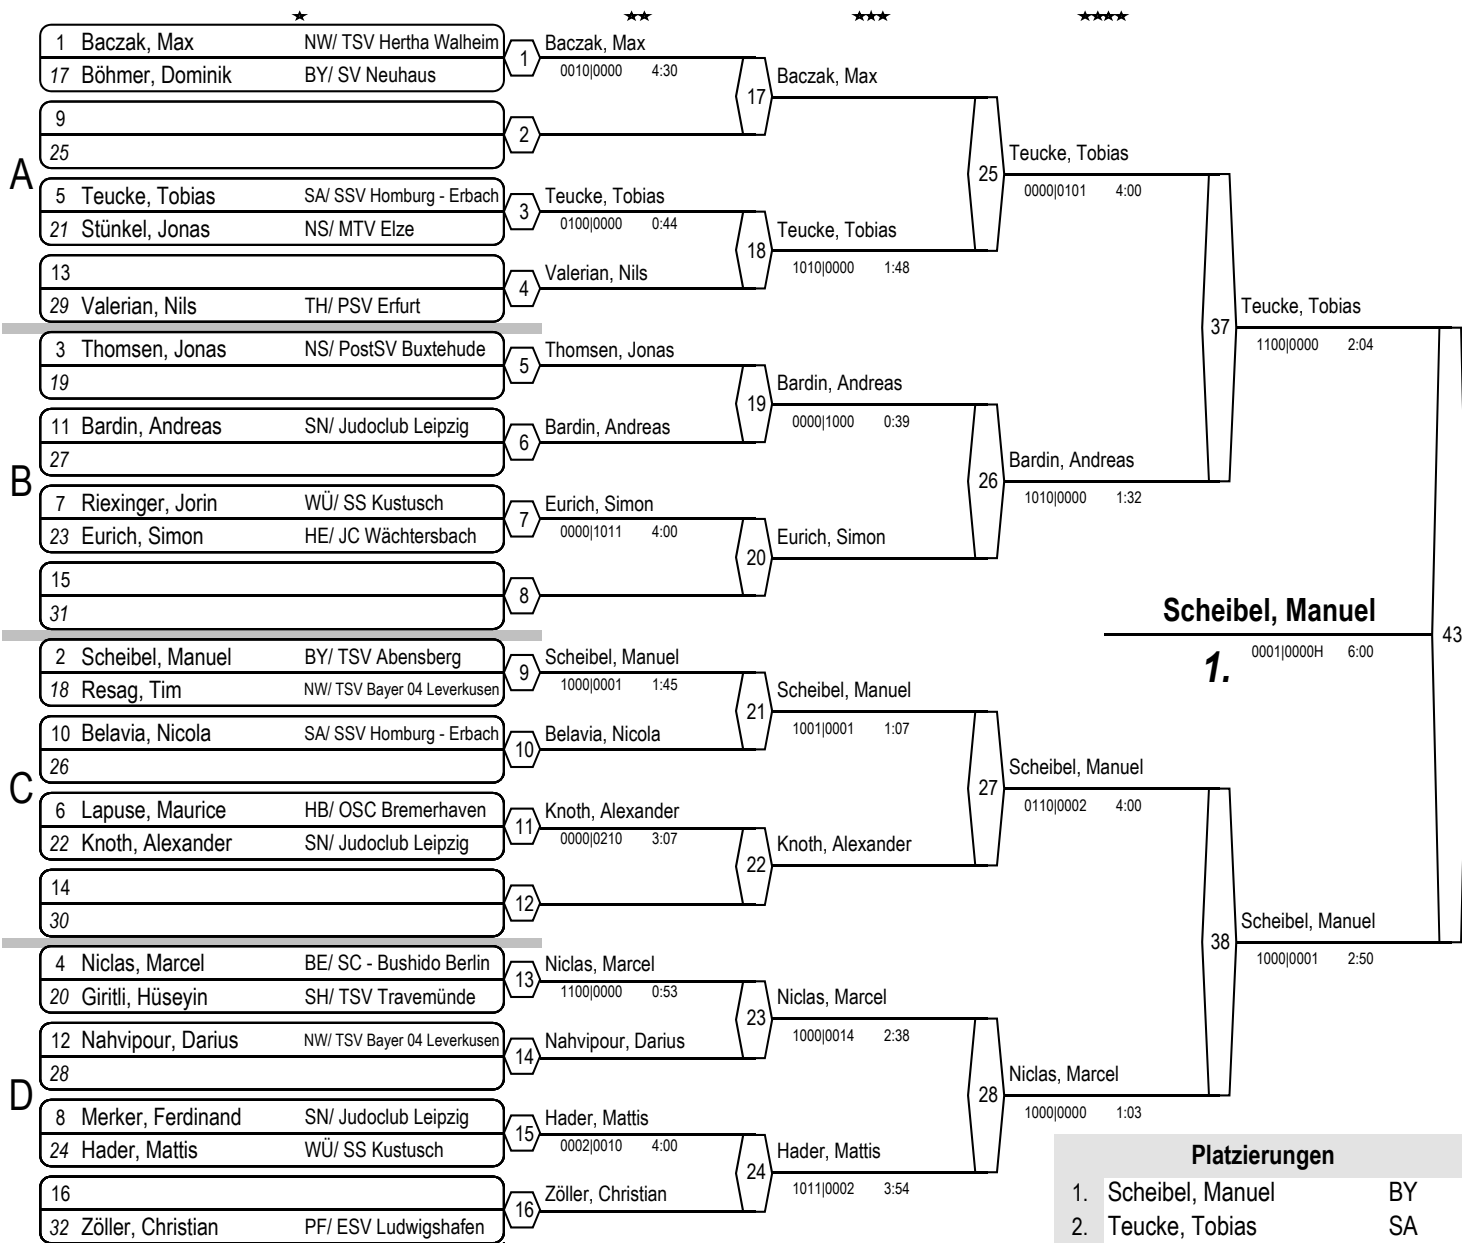 1 Baczak, Max NW/ TSV Hertha Walheim
17 Böhmer, Dominik BY/ SV Neuhaus
1
Baczak, Max
0010|0000 4:30
9
25
2
17
Baczak, Max
A
5 Teucke, Tobias SA/ SSV Homburg - Erbach
21 Stünkel, Jonas NS/ MTV Elze
3
Teucke, Tobias
0100|0000 0:44
13
29 Valerian, Nils TH/ PSV Erfurt
4
Valerian, Nils
18
Teucke, Tobias
1010|0000 1:48
25
Teucke, Tobias
0000|0101 4:00
3 Thomsen, Jonas NS/ PostSV Buxtehude
19
5
Thomsen, Jonas
11 Bardin, Andreas SN/ Judoclub Leipzig
27
6
Bardin, Andreas
19
Bardin, Andreas
0000|1000 0:39
B
7 Riexinger, Jorin WÜ/ SS Kustusch
23 Eurich, Simon HE/ JC Wächtersbach
7
Eurich, Simon
0000|1011 4:00
15
31
8
20
Eurich, Simon
26
Bardin, Andreas
1010|0000 1:32
37
Teucke, Tobias
1100|0000 2:04
Scheibel, Manuel
1. 0001|0000H 6:00
43
2 Scheibel, Manuel BY/ TSV Abensberg
18 Resag, Tim NW/ TSV Bayer 04 Leverkusen
9
Scheibel, Manuel
1000|0001 1:45
10 Belavia, Nicola SA/ SSV Homburg - Erbach
26
10
Belavia, Nicola
21
Scheibel, Manuel
1001|0001 1:07
C
6 Lapuse, Maurice HB/ OSC Bremerhaven
22 Knoth, Alexander SN/ Judoclub Leipzig
11
Knoth, Alexander
0000|0210 3:07
14
30
12
22
Knoth, Alexander
27
Scheibel, Manuel
0110|0002 4:00
4 Niclas, Marcel BE/ SC - Bushido Berlin
20 Giritli, Hüseyin SH/ TSV Travemünde
13
Niclas, Marcel
1100|0000 0:53
12 Nahvipour, Darius NW/ TSV Bayer 04 Leverkusen
28
14
Nahvipour, Darius
23
Niclas, Marcel
1000|0014 2:38
D
8 Merker, Ferdinand SN/ Judoclub Leipzig
24 Hader, Mattis WÜ/ SS Kustusch
15
Hader, Mattis
0002|0010 4:00
16
32 Zöller, Christian PF/ ESV Ludwigshafen
16
Zöller, Christian
24
Hader, Mattis
1011|0002 3:54
28
Niclas, Marcel
1000|0000 1:03
38
Scheibel, Manuel
1000|0001 2:50
Platzierungen
1. Scheibel, Manuel BY
2. Teucke, Tobias SA